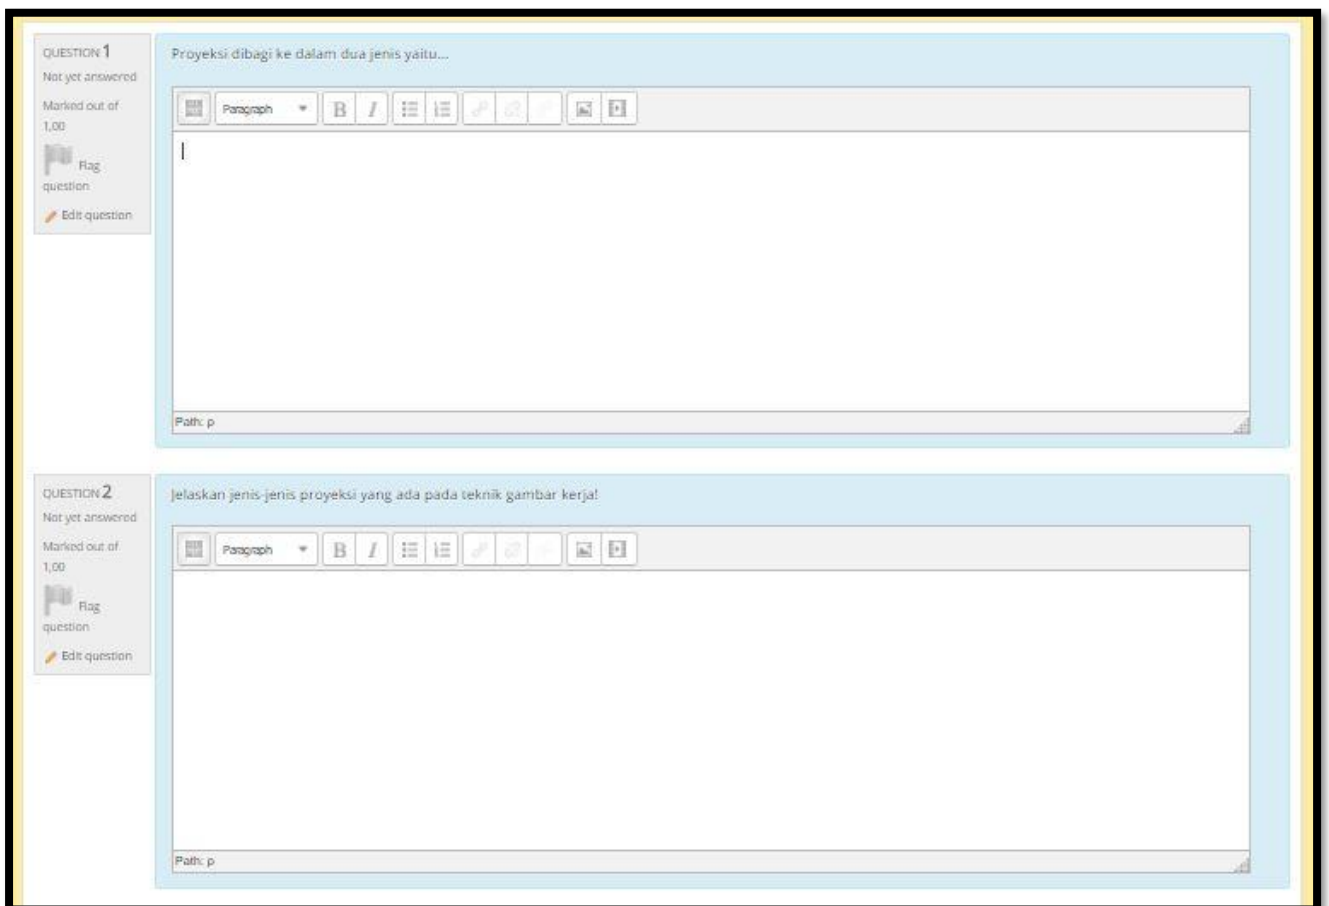 QUESTION 1
Not yet answered
Marked out of
1,00
Flag
question
Edit question
Proyeksi dibagi ke dalam dua jenis yaitu...
Paragraph
B I
Path: p
QUESTION 2
Not yet answered
Marked out of
1,00
Flag
question
Edit question
Jelaskan jenis-jenis proyeksi yang ada pada teknik gambar kerja!
Paragraph
B I
Path: p